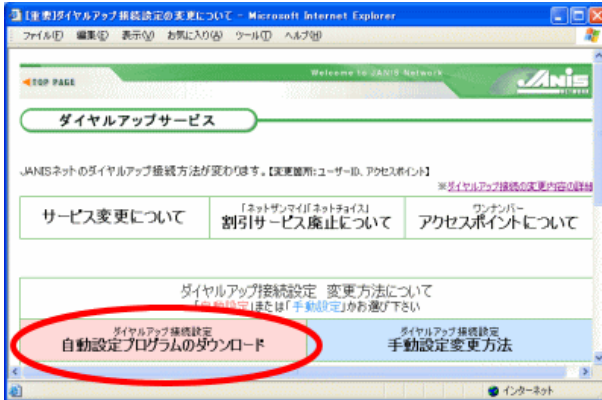 【重要】ダイヤルアップ接続設定の変更について - Microsoft Internet Explorer
ファイル(F) 編集(E) 表示(V) お気に入り(A) ツール(T) ヘルプ(H)
Welcome to JANIS Network
TOP PAGE
JANIS
NETWORK
ダイヤルアップサービス
JANISネットのダイヤルアップ接続方法が変わります。【変更箇所:ユーザーID、アクセスポイント】
※ダイヤルアップ接続の変更内容の詳細
サービス変更について
「ネットサンマイ」「ネットチョイス」
割引サービス廃止について
ワンナンバー
アクセスポイントについて
ダイヤルアップ接続設定 変更方法について
「自動設定」または「手動設定」かお選び下さい
ダイヤルアップ接続設定
自動設定プログラムのダウンロード
ダイヤルアップ接続設定
手動設定変更方法
インターネット